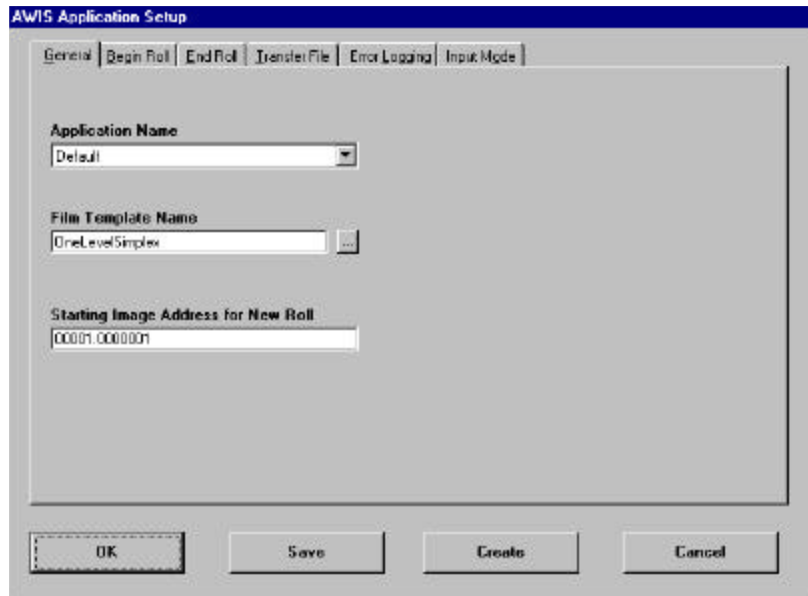 AWIS Application Setup
General Begin Roll End Roll Transfer File Error Logging Input Mode
Application Name
Default
Film Template Name
OneLevelSimplex
...
Starting Image Address for New Roll
00001.0000001
OK Save Create Cancel